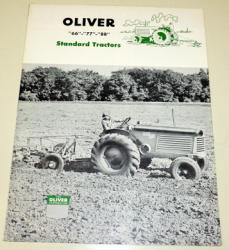 OLIVER
"66"-"77"-"88"
Standard Tractors
OLIVER